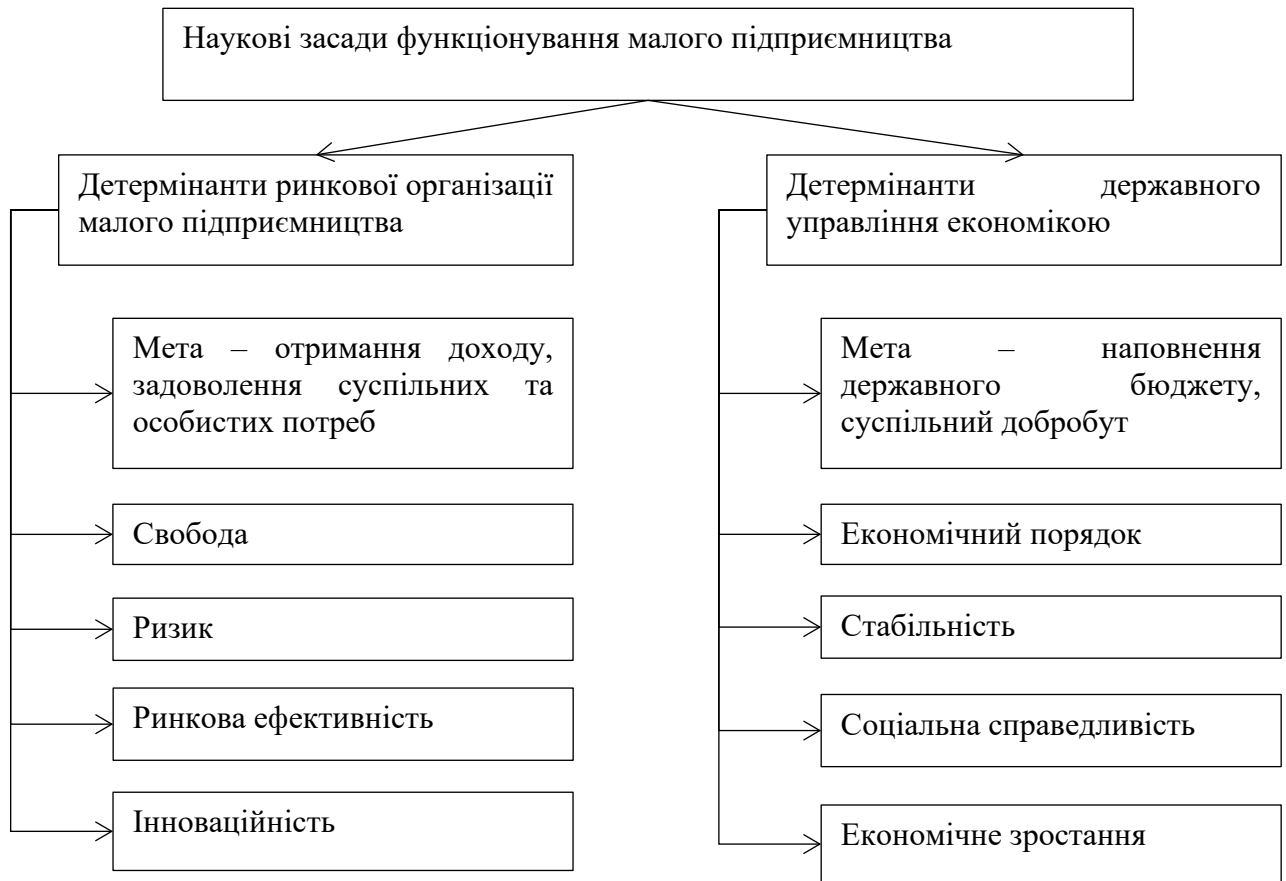 Наукові засади функціонування малого підприємництва
Детермінанти ринкової організації
малого підприємництва
Мета – отримання доходу,
задоволення суспільних та
особистих потреб
Свобода
Ризик
Ринкова ефективність
Інноваційність
Детермінанти державного
управління економікою
Мета – наповнення
державного бюджету,
суспільний добробут
Економічний порядок
Стабільність
Соціальна справедливість
Економічне зростання